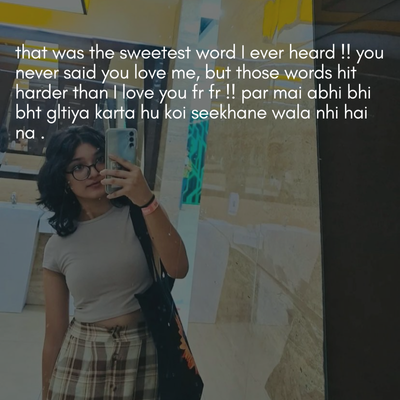 that was the sweetest word I ever heard !! you
never said you love me, but those words hit
harder than I love you fr fr !! par mai abhi bhi
bht gltiya karta hu koi seekhane wala nhi hai
na .